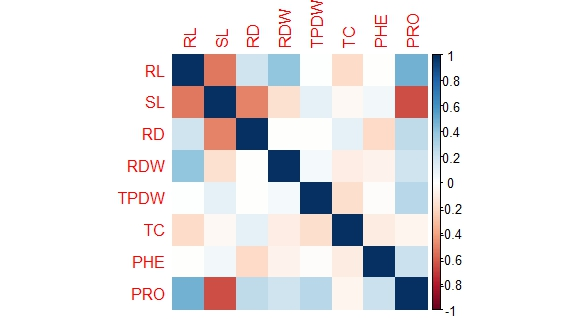 RL SL RD RDW TPDW TC PHE PRO
RL
SL
RD
RDW
TPDW
TC
PHE
PRO
1
0.8
0.6
0.4
0.2
0
-0.2
-0.4
-0.6
-0.8
-1